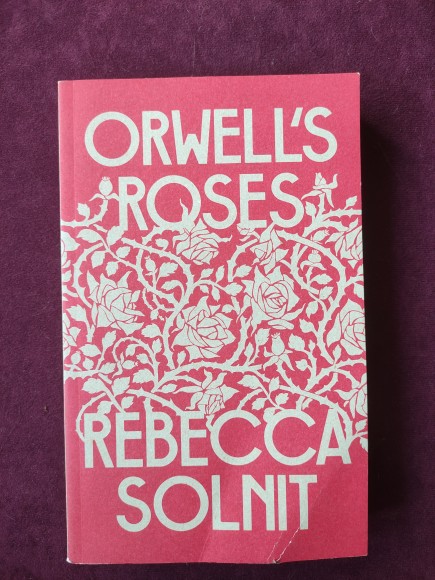 ORWELL'S
ROSES
REBECCA
SOLNIT